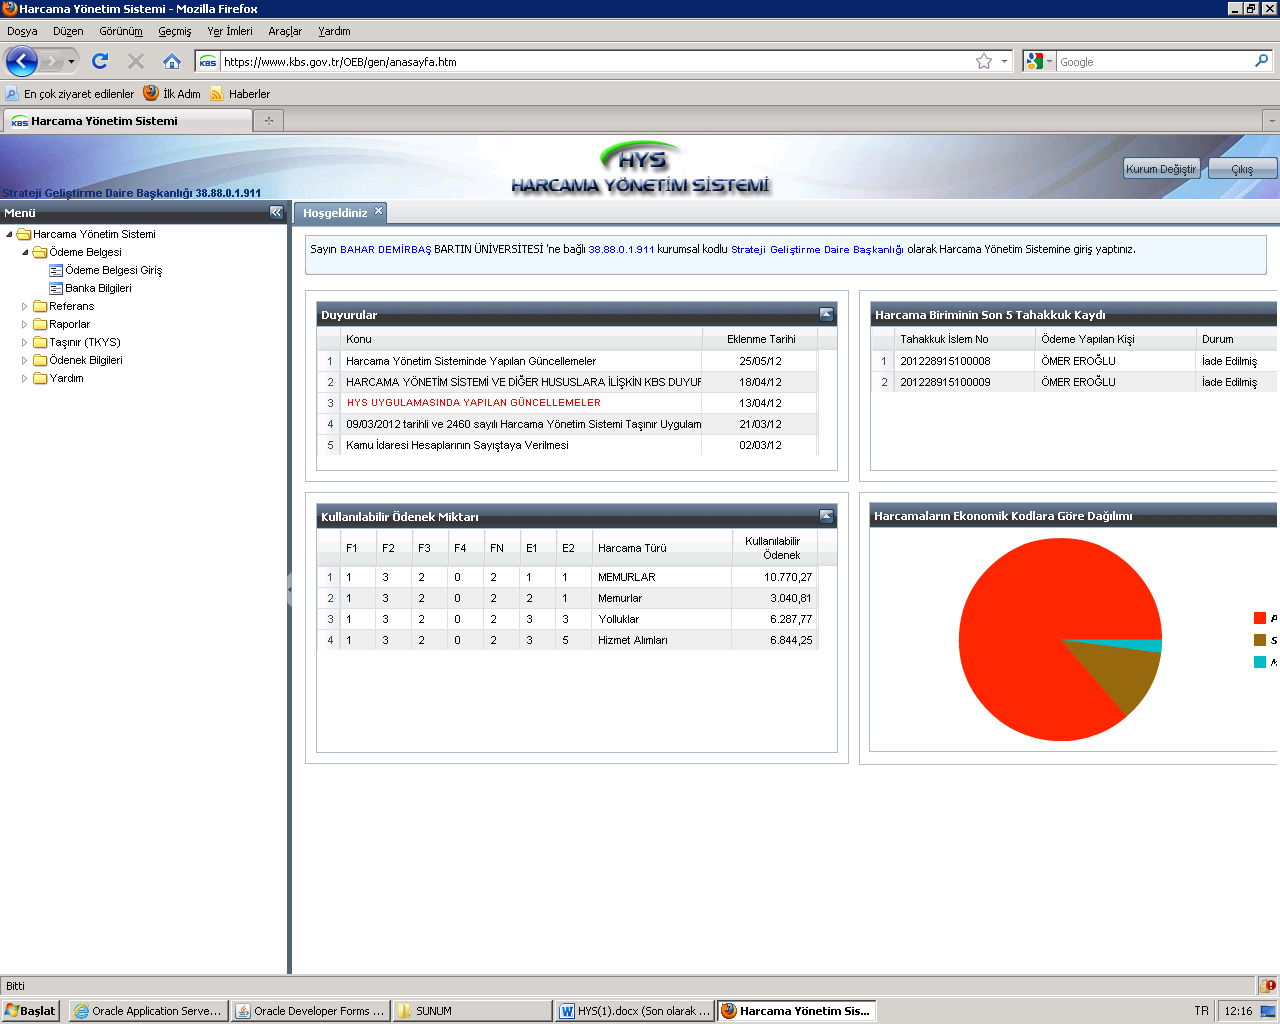 Harcama Yönetim Sistemi - Mozilla Firefox
Dosya Düzen Görünüm Geçmiş Yer İmleri Araçlar Yardım
KBS https://www.kbs.gov.tr/OEB/gen/anasayfa.htm Google
En çok ziyaret edilenler İlk Adım Haberler
KBS Harcama Yönetim Sistemi
HYS
HARCAMA YÖNETİM SİSTEMİ
Kurum Değiştir Çıkış
Strateji Geliştirme Daire Başkanlığı 38.88.0.1.911
Menü
Harcama Yönetim Sistemi
Ödeme Belgesi
Ödeme Belgesi Giriş
Banka Bilgileri
Referans
Raporlar
Taşınır (TKYS)
Ödenek Bilgileri
Yardım
Hoşgeldiniz
Sayın BAHAR DEMİRBAŞ BARTIN ÜNİVERSİTESİ 'ne bağlı 38.88.0.1.911 kurumsal kodlu Strateji Geliştirme Daire Başkanlığı olarak Harcama Yönetim Sistemine giriş yaptınız.
Duyurular
Konu Eklenme Tarihi
1 Harcama Yönetim Sisteminde Yapılan Güncellemeler 25/05/12
2 HARCAMA YÖNETİM SİSTEMİ VE DİĞER HUSUSLARA İLİŞKİN KBS DUYUR 18/04/12
3 HYS UYGULAMASINDA YAPILAN GÜNCELLEMELER 13/04/12
4 09/03/2012 tarihli ve 2460 sayılı Harcama Yönetim Sistemi Taşınır Uygulam 21/03/12
5 Kamu İdaresi Hesaplarının Sayıştaya Verilmesi 02/03/12
Harcama Biriminin Son 5 Tahakkuk Kaydı
Tahakkuk İslem No Ödeme Yapılan Kişi Durum
1 201228915100008 ÖMER EROĞLU İade Edilmiş
2 201228915100009 ÖMER EROĞLU İade Edilmiş
Kullanılabilir Ödenek Miktarı
F1 F2 F3 F4 FN E1 E2 Harcama Türü Kullanılabilir Ödenek
1 1 3 2 0 2 1 1 MEMURLAR 10.770,27
2 1 3 2 0 2 2 1 Memurlar 3.040,81
3 1 3 2 0 2 3 3 Yolluklar 6.287,77
4 1 3 2 0 2 3 5 Hizmet Alımları 6.844,25
Harcamaların Ekonomik Kodlara Göre Dağılımı
Bitti
Başlat Oracle Application Serve... Oracle Developer Forms ... SUNUM HYS(1).docx (Son olarak ... Harcama Yönetim Sis... TR 12:16